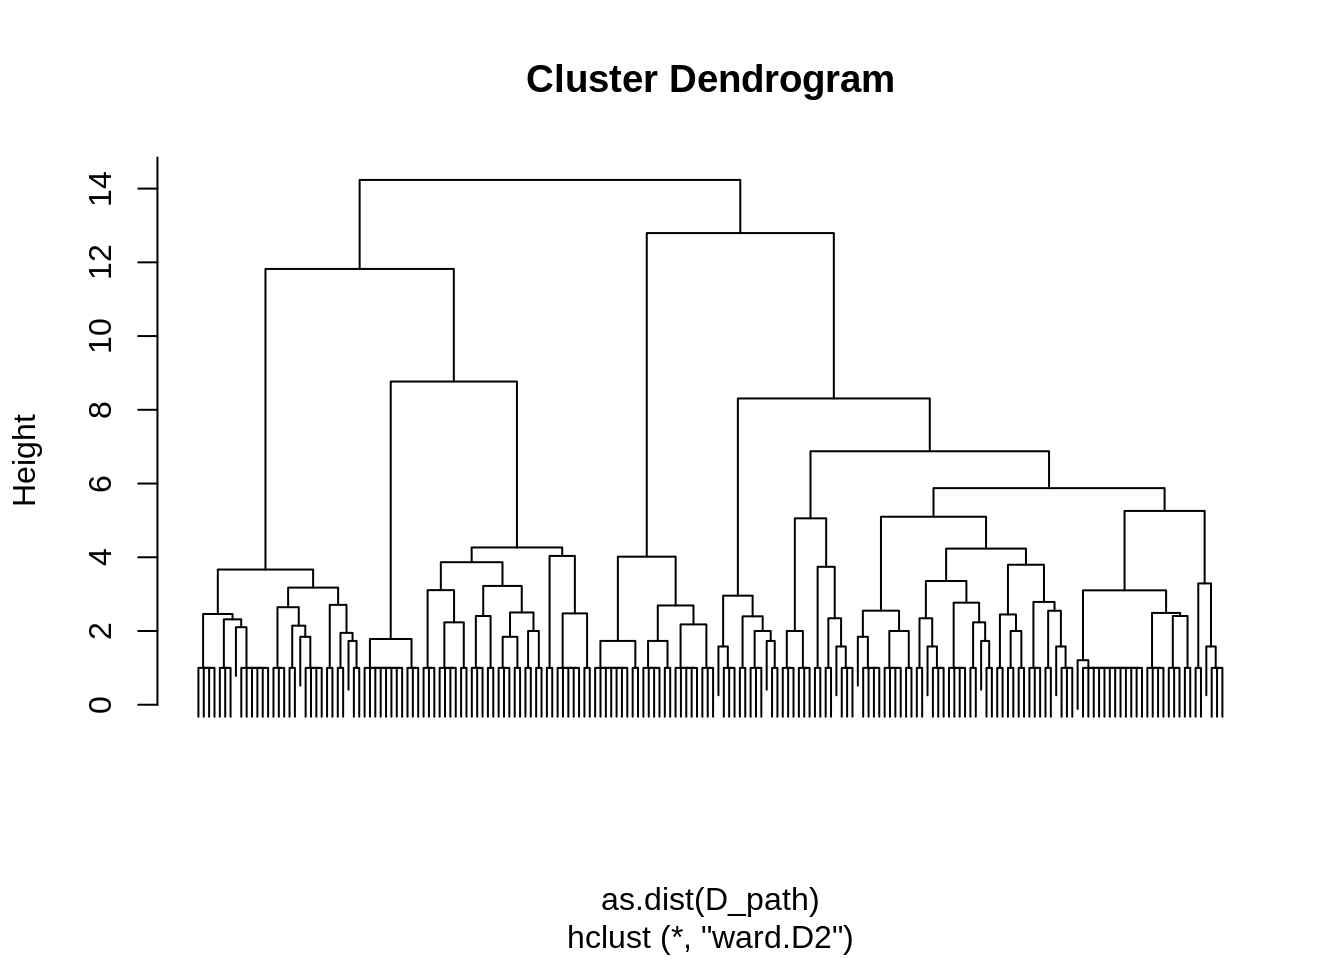 Cluster Dendrogram
Height
14
12
10
8
6
4
2
0
as.dist(D_path)
hclust (*, "ward.D2")